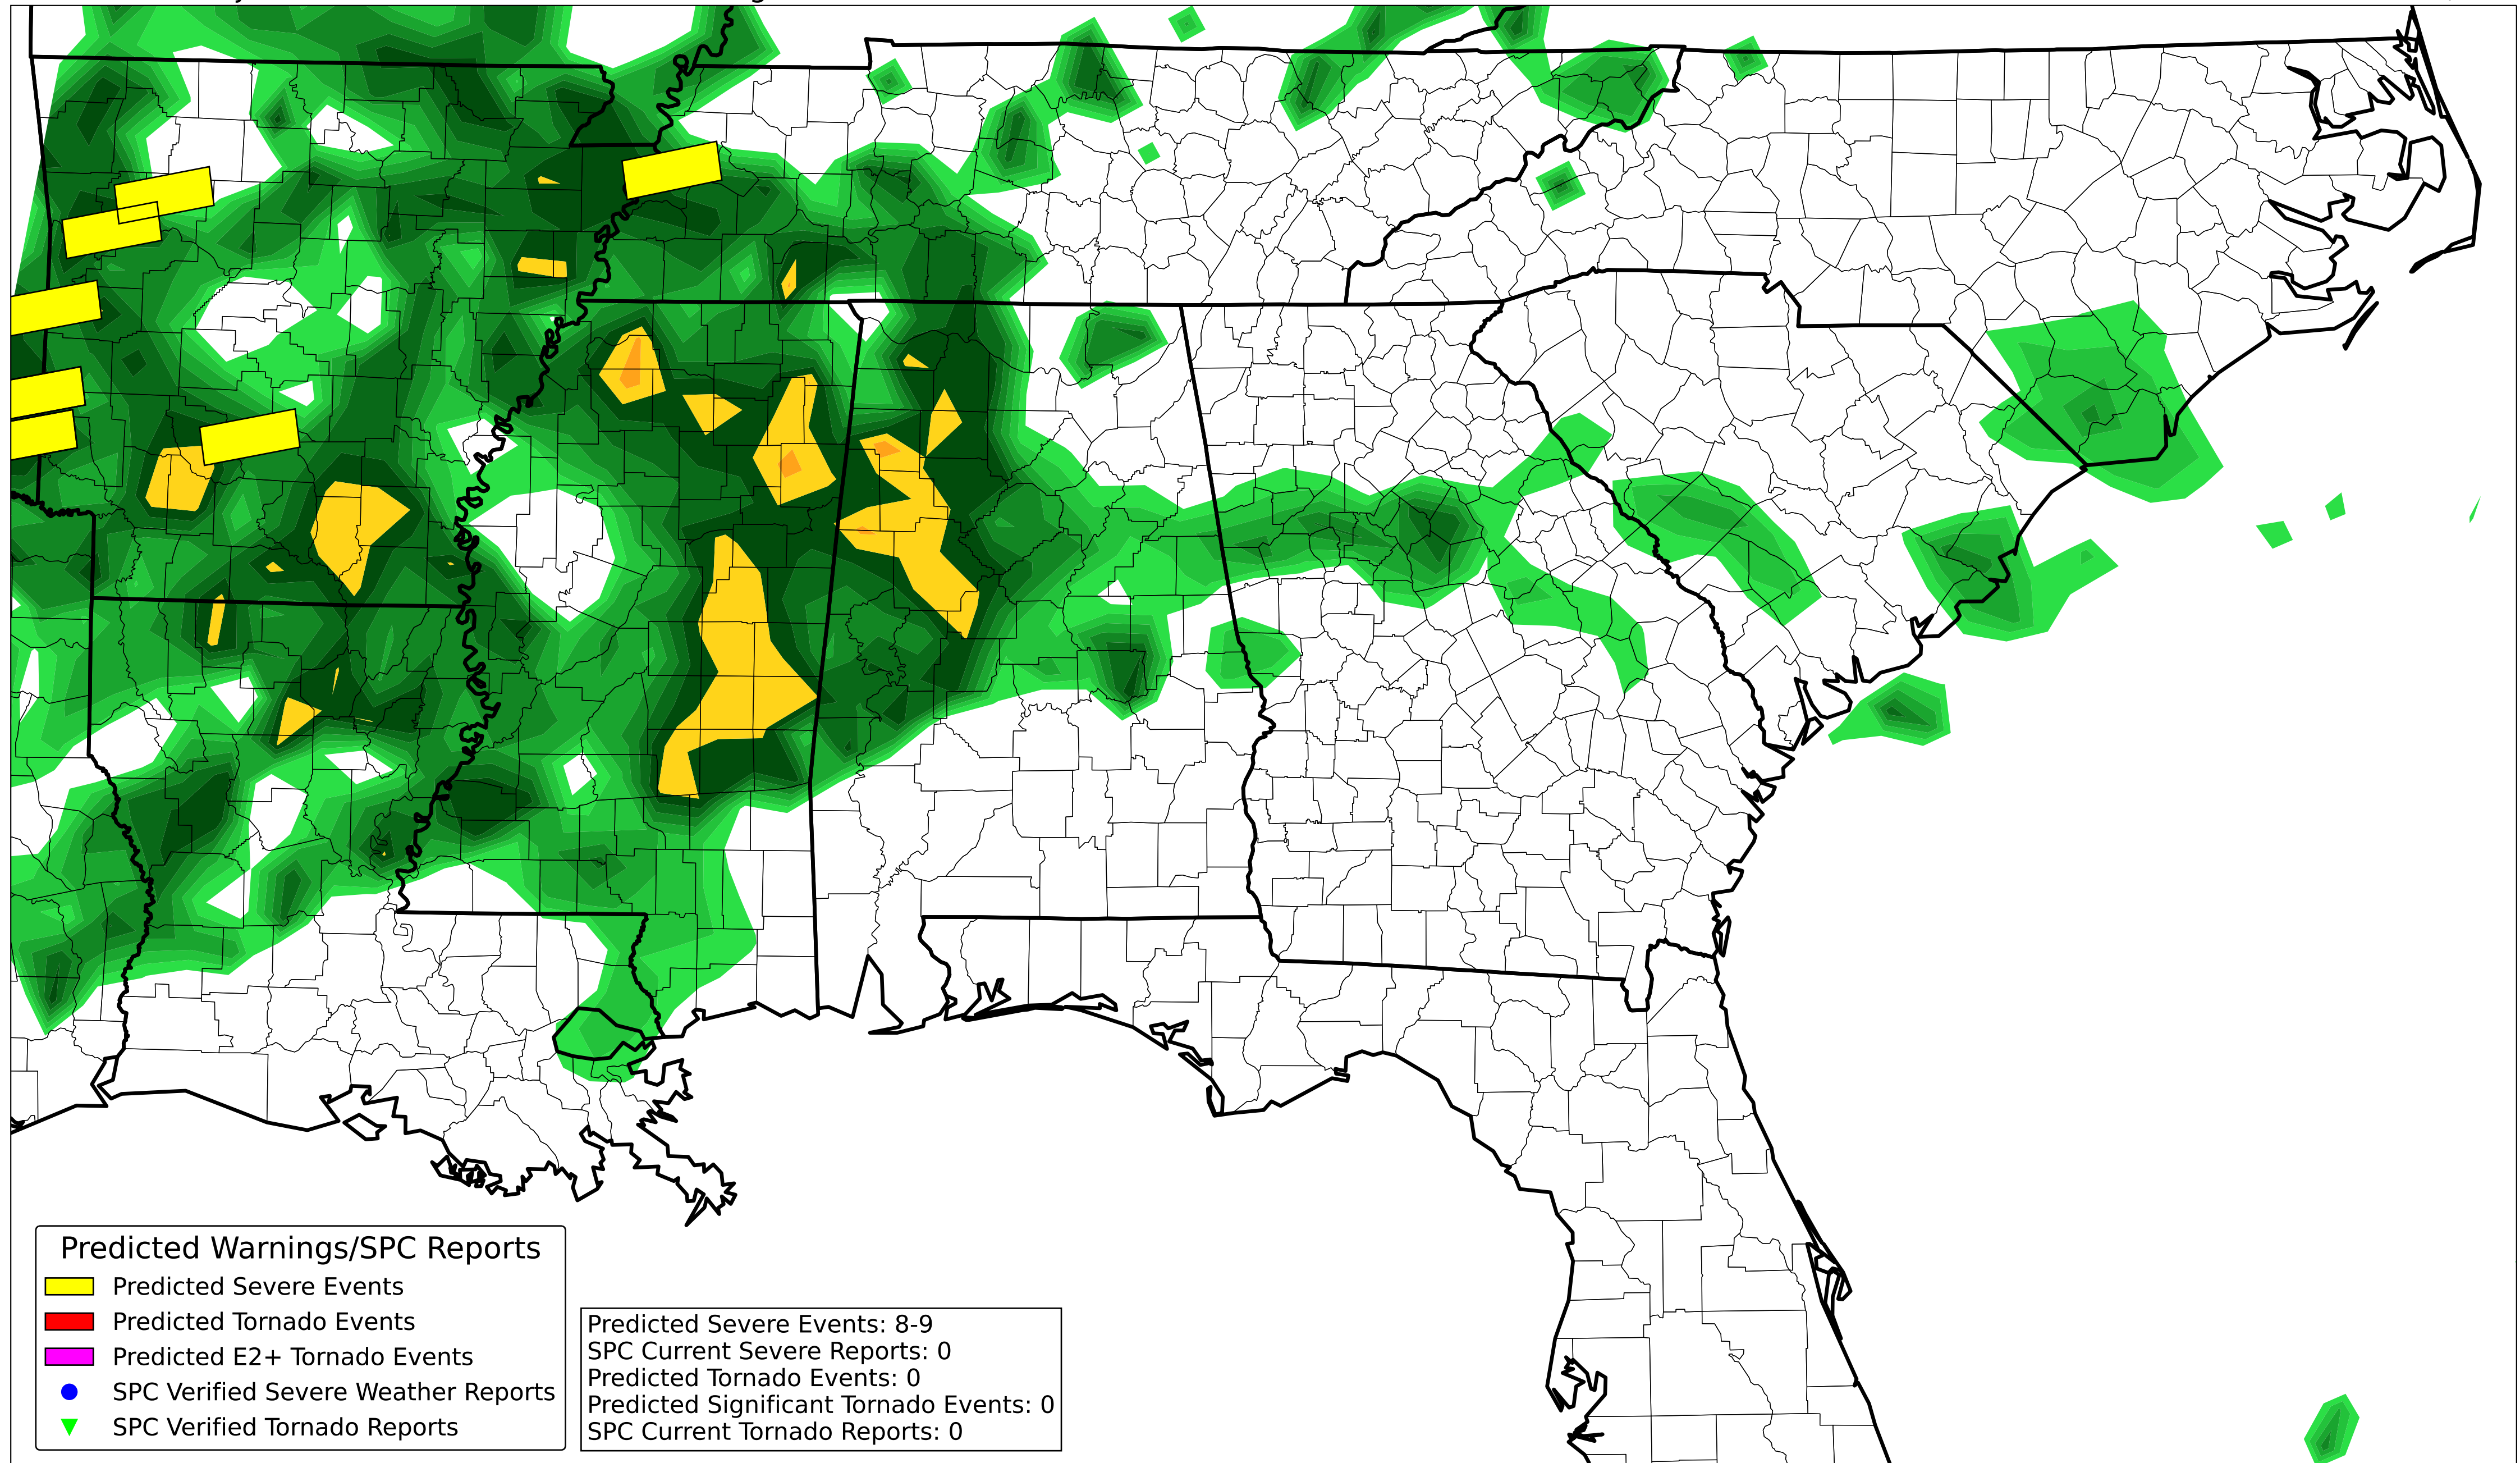 Predicted Warnings/SPC Reports
Predicted Severe Events
Predicted Tornado Events
Predicted E2+ Tornado Events
SPC Verified Severe Weather Reports
SPC Verified Tornado Reports
Predicted Severe Events: 8-9
SPC Current Severe Reports: 0
Predicted Tornado Events: 0
Predicted Significant Tornado Events: 0
SPC Current Tornado Reports: 0